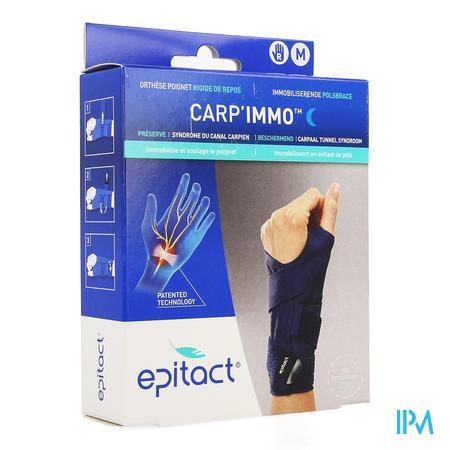 R M
ORTHÈSE POIGNET RIGIDE DE REPOS
IMMOBILISERENDE POLSBRACE
CARP'IMMO™
PRÉSERVE | SYNDROME DU CANAL CARPIEN
BESCHERMEND | CARPAAL TUNNEL SYNDROOM
Immobilise et soulage le poignet
Immobiliseert en ontlast de pols
1
2
3
PATENTED
TECHNOLOGY
epitact®
epitact
IPM